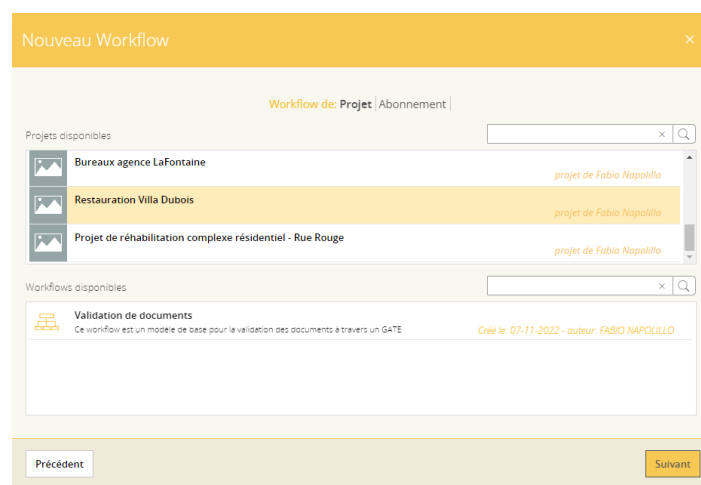 Nouveau Workflow
Workflow de: Projet Abonnement
Projets disponibles
Bureaux agence LaFontaine
projet de Fabio Napolillo
Restauration Villa Dubois
projet de Fabio Napolillo
Projet de réhabilitation complexe résidentiel - Rue Rouge
projet de Fabio Napolillo
Workflows disponibles
Validation de documents
Ce workflow est un modèle de base pour la validation des documents à travers un GATE
Créé le: 07-11-2022 - auteur: FABIO NAPOLILLO
Précédent
Suivant